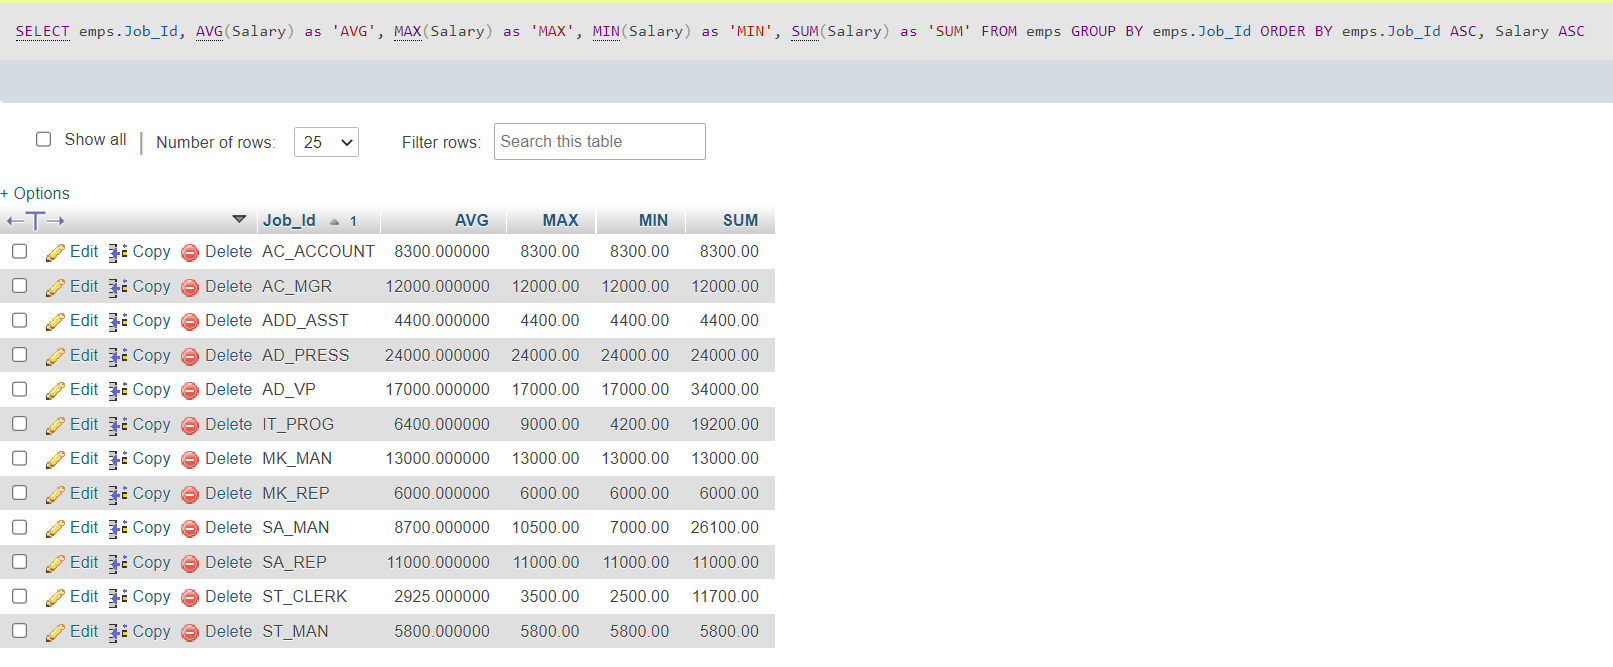 SELECT emps.Job_Id, AVG(Salary) as 'AVG', MAX(Salary) as 'MAX', MIN(Salary) as 'MIN', SUM(Salary) as 'SUM' FROM emps GROUP BY emps.Job_Id ORDER BY emps.Job_Id ASC, Salary ASC
Show all | Number of rows: 25 Filter rows: Search this table
+ Options
←T→ Job_Id 1 AVG MAX MIN SUM
Edit Copy Delete AC_ACCOUNT 8300.000000 8300.00 8300.00 8300.00
Edit Copy Delete AC_MGR 12000.000000 12000.00 12000.00 12000.00
Edit Copy Delete ADD_ASST 4400.000000 4400.00 4400.00 4400.00
Edit Copy Delete AD_PRESS 24000.000000 24000.00 24000.00 24000.00
Edit Copy Delete AD_VP 17000.000000 17000.00 17000.00 34000.00
Edit Copy Delete IT_PROG 6400.000000 9000.00 4200.00 19200.00
Edit Copy Delete MK_MAN 13000.000000 13000.00 13000.00 13000.00
Edit Copy Delete MK_REP 6000.000000 6000.00 6000.00 6000.00
Edit Copy Delete SA_MAN 8700.000000 10500.00 7000.00 26100.00
Edit Copy Delete SA_REP 11000.000000 11000.00 11000.00 11000.00
Edit Copy Delete ST_CLERK 2925.000000 3500.00 2500.00 11700.00
Edit Copy Delete ST_MAN 5800.000000 5800.00 5800.00 5800.00